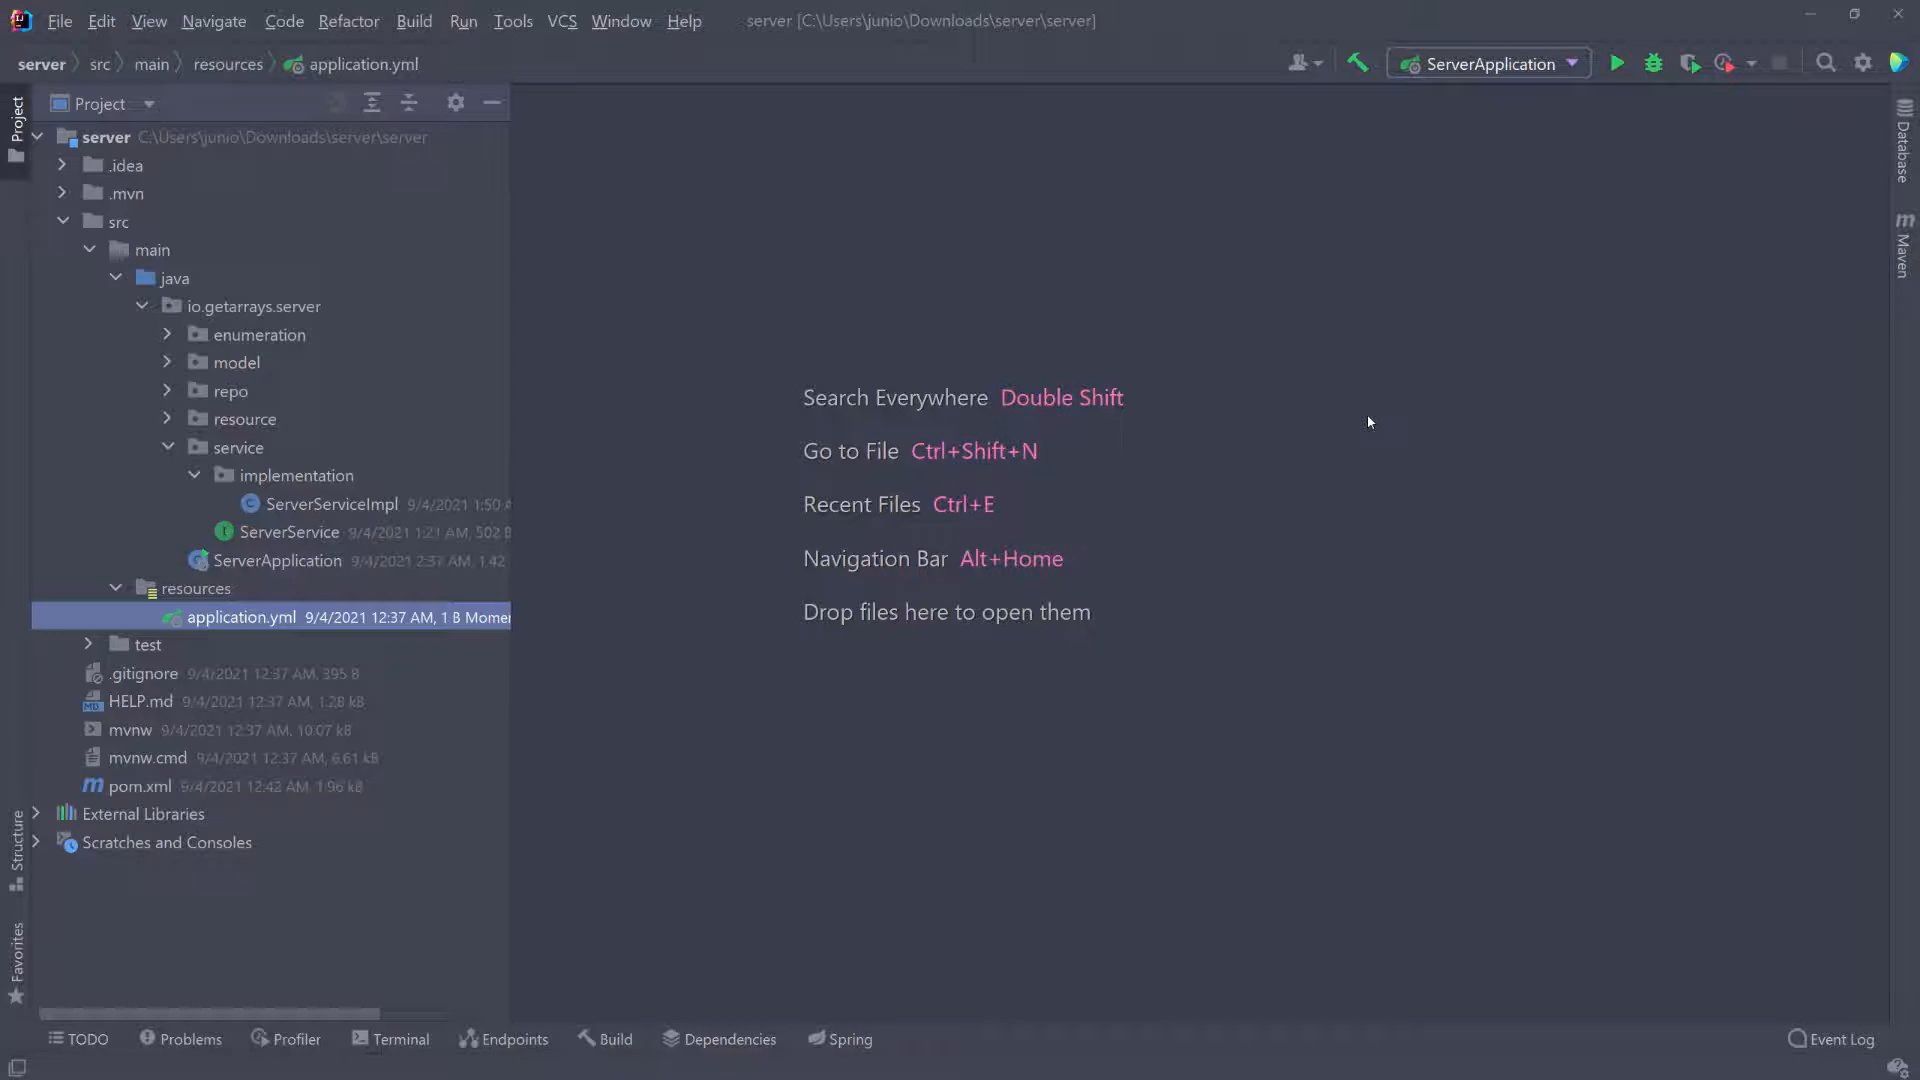 File Edit View Navigate Code Refactor Build Run Tools VCS Window Help server [C:\Users\junio\Downloads\server\server]
server src main resources application.yml
ServerApplication
Project
Project
server C:\Users\junio\Downloads\server\server
.idea
.mvn
src
main
java
io.getarrays.server
enumeration
model
repo
resource
service
implementation
ServerServiceImpl 9/4/2021 1:50
ServerService 9/4/2021 1:21 AM, 502 B
ServerApplication 9/4/2021 2:37 AM, 1.42
resources
application.yml 9/4/2021 12:37 AM, 1 B Momen
test
.gitignore 9/4/2021 12:37 AM, 395 B
HELP.md 9/4/2021 12:37 AM, 1.28 kB
mvnw 9/4/2021 12:37 AM, 10.07 kB
mvnw.cmd 9/4/2021 12:37 AM, 6.61 kB
pom.xml 9/4/2021 12:42 AM, 1.96 kB
External Libraries
Scratches and Consoles
Structure
Favorites
Search Everywhere Double Shift
Go to File Ctrl+Shift+N
Recent Files Ctrl+E
Navigation Bar Alt+Home
Drop files here to open them
Database
Maven
TODO Problems Profiler Terminal Endpoints Build Dependencies Spring Event Log